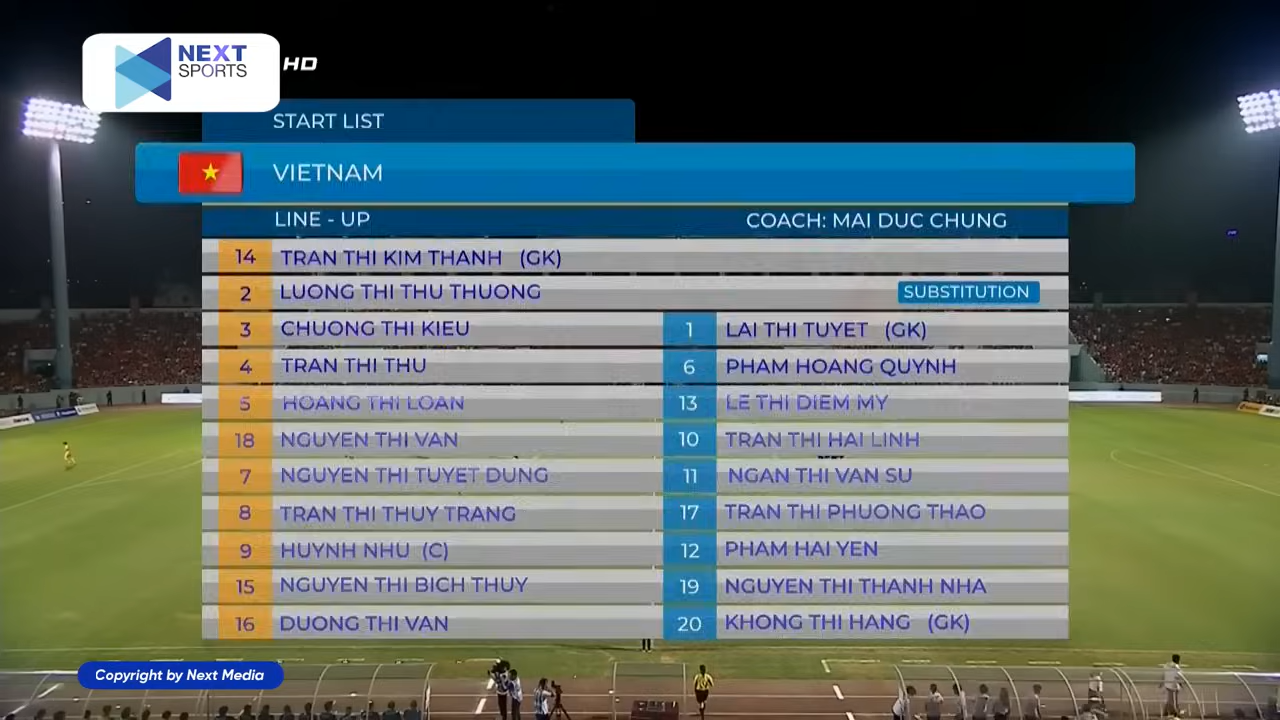 NEXT
SPORTS
HD
START LIST
VIETNAM
LINE - UP
COACH: MAI DUC CHUNG
14 TRAN THI KIM THANH (GK)
2 LUONG THI THU THUONG
3 CHUONG THI KIEU
4 TRAN THI THU
5 HOANG THI LOAN
18 NGUYEN THI VAN
7 NGUYEN THI TUYET DUNG
8 TRAN THI THUY TRANG
9 HUYNH NHU (C)
15 NGUYEN THI BICH THUY
16 DUONG THI VAN
SUBSTITUTION
1 LAI THI TUYET (GK)
6 PHAM HOANG QUYNH
13 LE THI DIEM MY
10 TRAN THI HAI LINH
11 NGAN THI VAN SU
17 TRAN THI PHUONG THAO
12 PHAM HAI YEN
19 NGUYEN THI THANH NHA
20 KHONG THI HANG (GK)
Copyright by Next Media